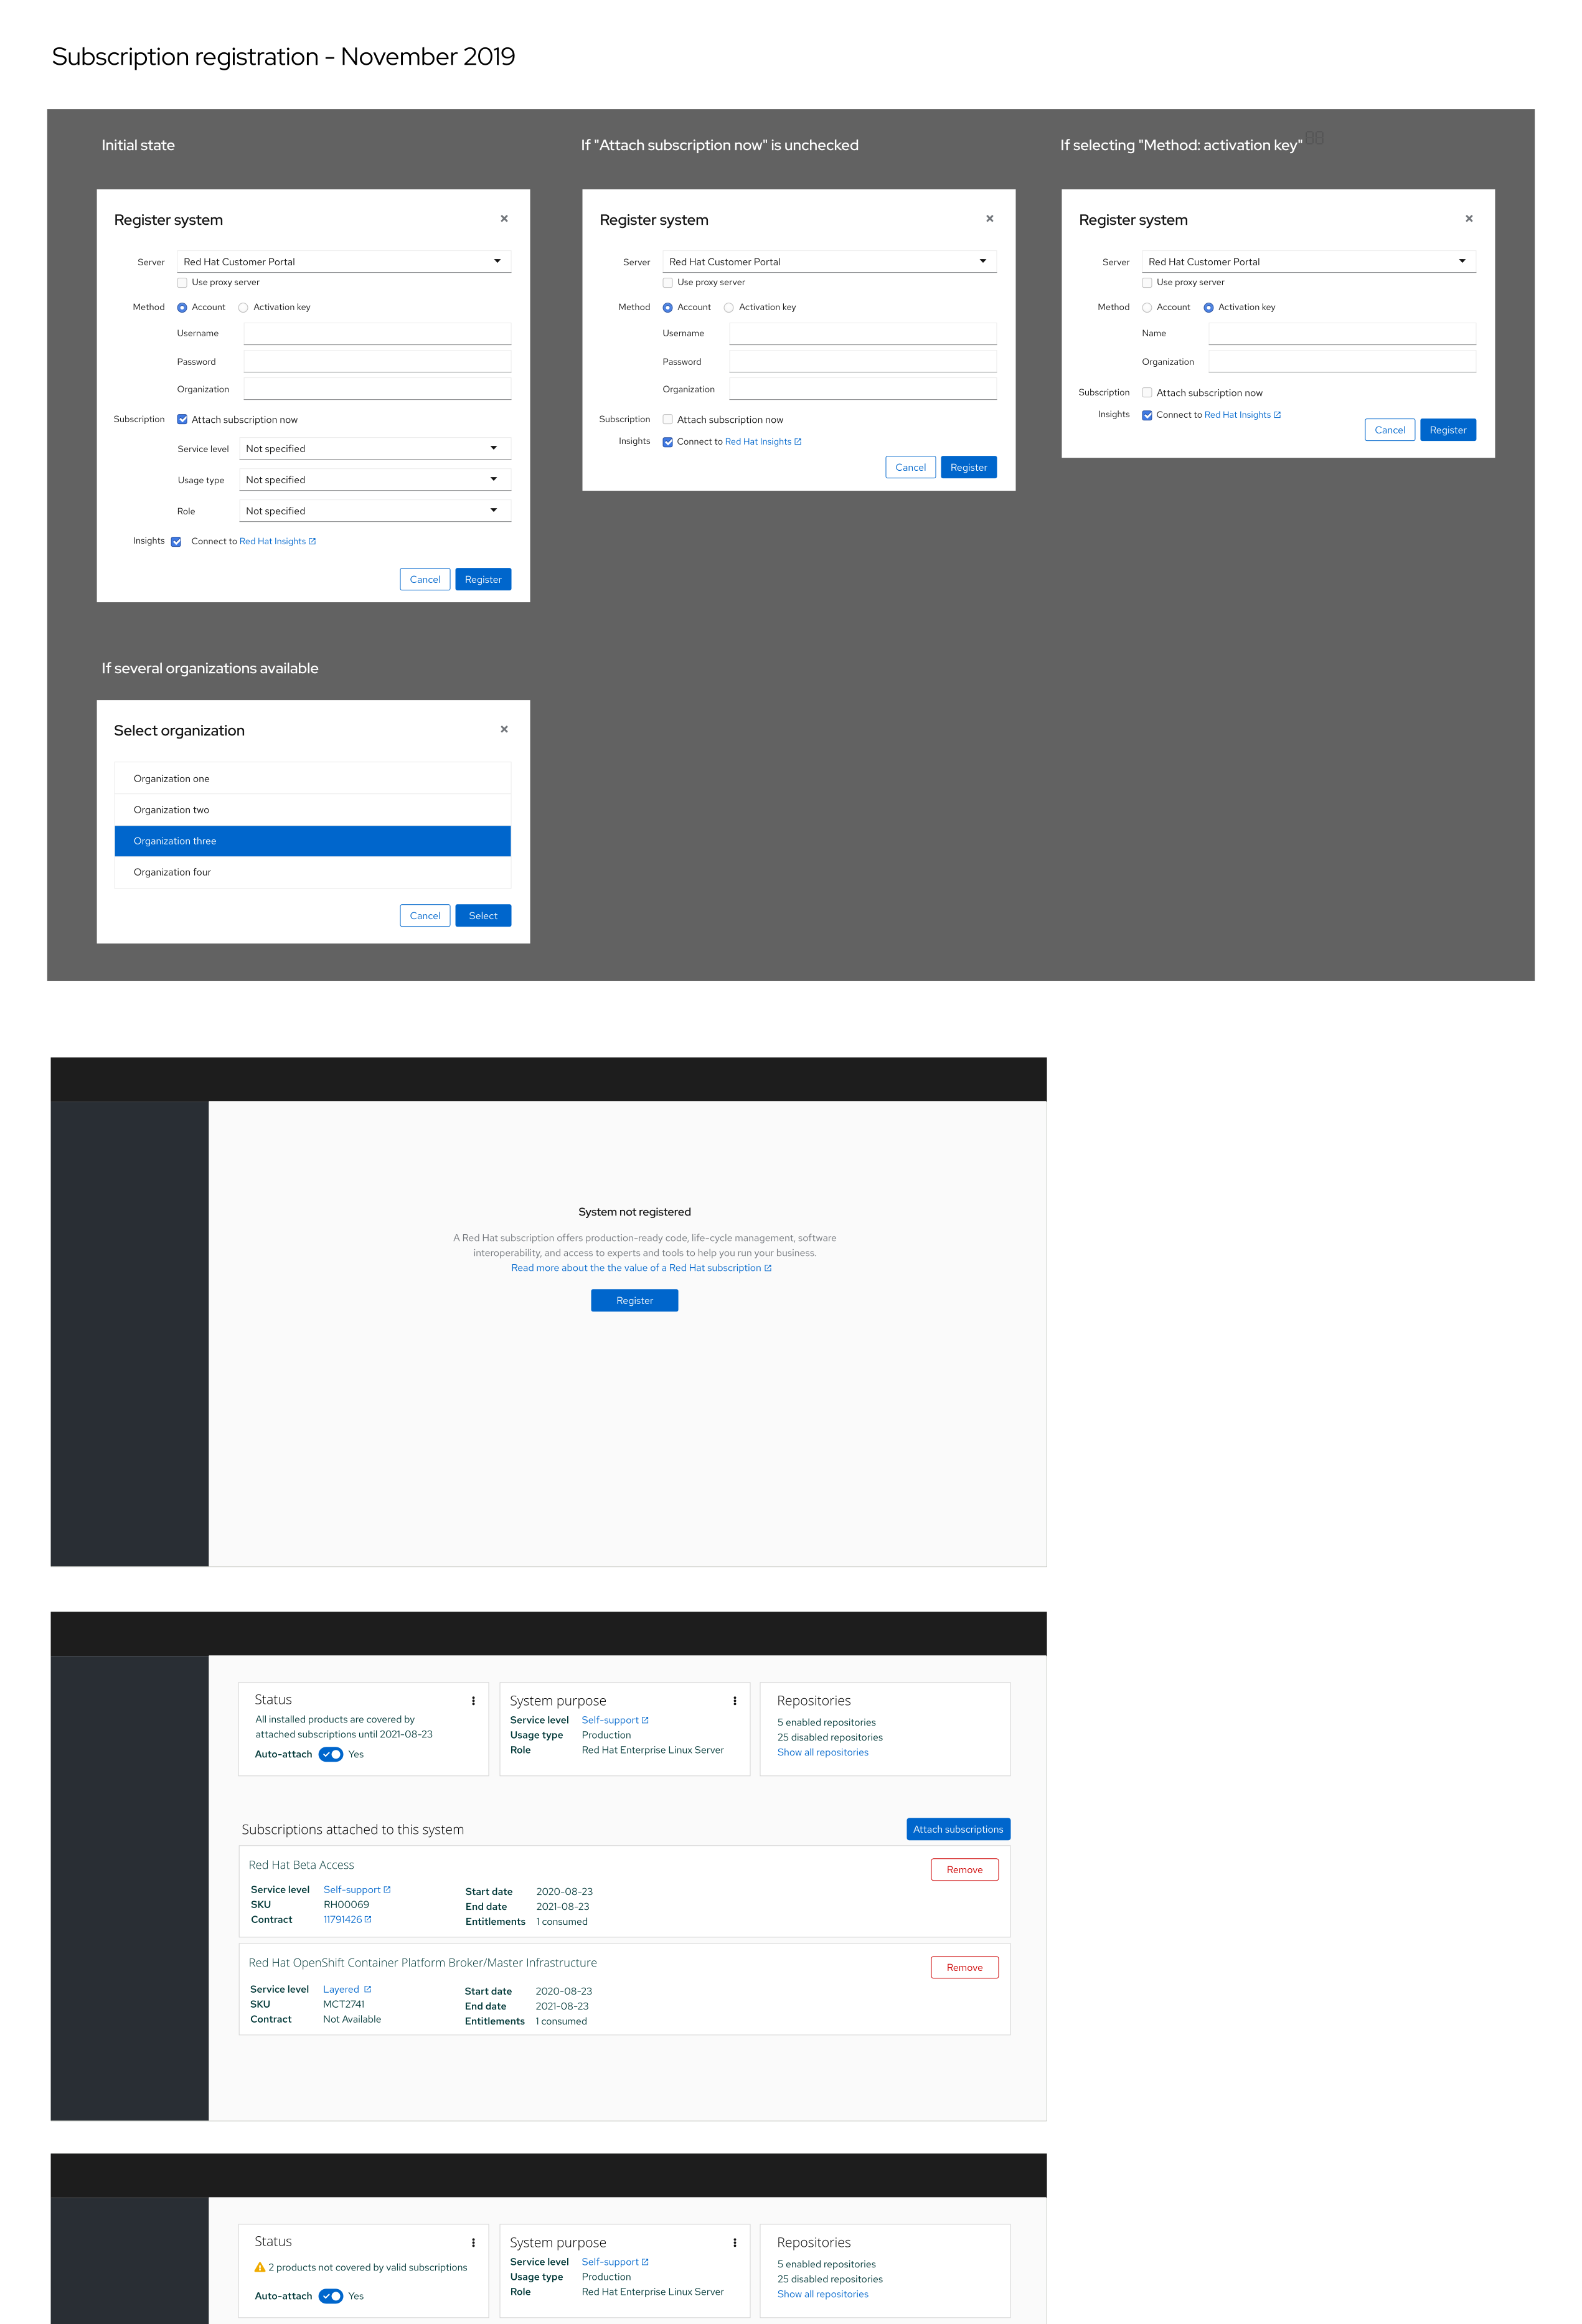 Subscription registration - November 2019
Initial state
Register system
Server Red Hat Customer Portal
Use proxy server
Method Account Activation key
Username
Password
Organization
Subscription Attach subscription now
Service level Not specified
Usage type Not specified
Role Not specified
Insights Connect to Red Hat Insights
Cancel Register
If "Attach subscription now" is unchecked
Register system
Server Red Hat Customer Portal
Use proxy server
Method Account Activation key
Username
Password
Organization
Subscription Attach subscription now
Insights Connect to Red Hat Insights
Cancel Register
If selecting "Method: activation key"
Register system
Server Red Hat Customer Portal
Use proxy server
Method Account Activation key
Name
Organization
Subscription Attach subscription now
Insights Connect to Red Hat Insights
Cancel Register
If several organizations available
Select organization
Organization one
Organization two
Organization three
Organization four
Cancel Select
System not registered
A Red Hat subscription offers production-ready code, life-cycle management, software
interoperability, and access to experts and tools to help you run your business.
Read more about the the value of a Red Hat subscription
Register
Status
All installed products are covered by
attached subscriptions until 2021-08-23
Auto-attach Yes
System purpose
Service level Self-support
Usage type Production
Role Red Hat Enterprise Linux Server
Repositories
5 enabled repositories
25 disabled repositories
Show all repositories
Subscriptions attached to this system
Attach subscriptions
Red Hat Beta Access
Remove
Service level Self-support
SKU RH00069
Contract 11791426
Start date 2020-08-23
End date 2021-08-23
Entitlements 1 consumed
Red Hat OpenShift Container Platform Broker/Master Infrastructure
Remove
Service level Layered
SKU MCT2741
Contract Not Available
Start date 2020-08-23
End date 2021-08-23
Entitlements 1 consumed
Status
2 products not covered by valid subscriptions
Auto-attach Yes
System purpose
Service level Self-support
Usage type Production
Role Red Hat Enterprise Linux Server
Repositories
5 enabled repositories
25 disabled repositories
Show all repositories